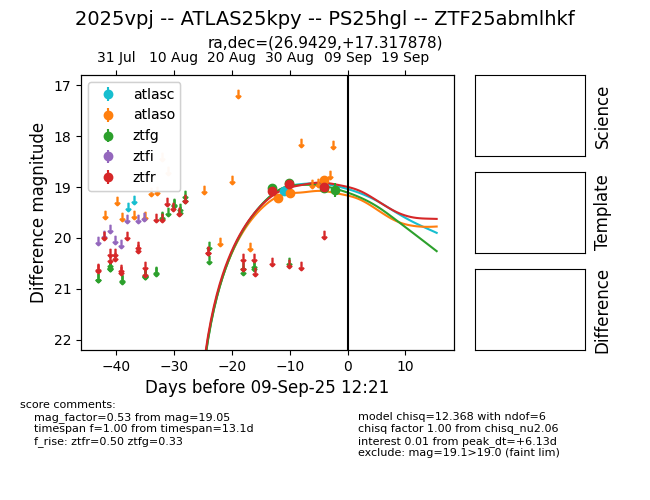 2025vpj -- ATLAS25kpy -- PS25hgl -- ZTF25abmlhkf
ra,dec=(26.9429,+17.317878)
31 Jul 10 Aug 20 Aug 30 Aug 09 Sep 19 Sep
atlasc
atlaso
ztfg
ztfi
ztfr
17
18
19
20
21
22
Difference magnitude
−40 −30 −20 −10 0 10
Days before 09-Sep-25 12:21
Science
Template
Difference
score comments:
mag_factor=0.53 from mag=19.05
timespan f=1.00 from timespan=13.1d
f_rise: ztfr=0.50 ztfg=0.33
model chisq=12.368 with ndof=6
chisq factor 1.00 from chisq_nu2.06
interest 0.01 from peak_dt=+6.13d
exclude: mag=19.1>19.0 (faint lim)